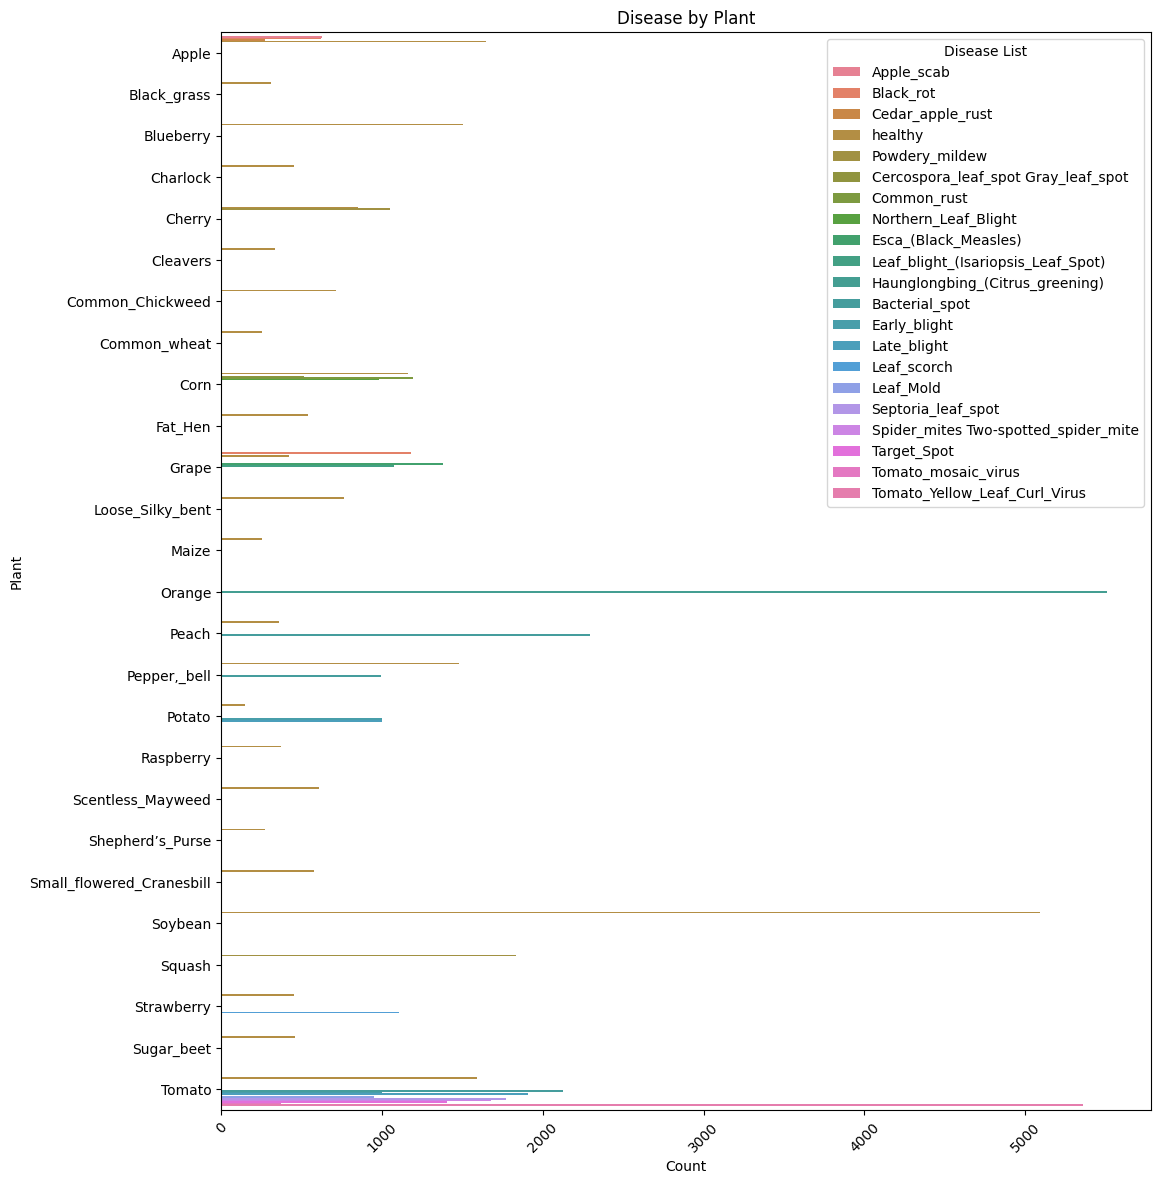 Disease by Plant
Disease List
Apple_scab
Black_rot
Cedar_apple_rust
healthy
Powdery_mildew
Cercospora_leaf_spot Gray_leaf_spot
Common_rust
Northern_Leaf_Blight
Esca_(Black_Measles)
Leaf_blight_(Isariopsis_Leaf_Spot)
Haunglongbing_(Citrus_greening)
Bacterial_spot
Early_blight
Late_blight
Leaf_scorch
Leaf_Mold
Septoria_leaf_spot
Spider_mites Two-spotted_spider_mite
Target_Spot
Tomato_mosaic_virus
Tomato_Yellow_Leaf_Curl_Virus
Plant
Apple
Black_grass
Blueberry
Charlock
Cherry
Cleavers
Common_Chickweed
Common_wheat
Corn
Fat_Hen
Grape
Loose_Silky_bent
Maize
Orange
Peach
Pepper,_bell
Potato
Raspberry
Scentless_Mayweed
Shepherd’s_Purse
Small_flowered_Cranesbill
Soybean
Squash
Strawberry
Sugar_beet
Tomato
0
1000
2000
3000
4000
5000
Count